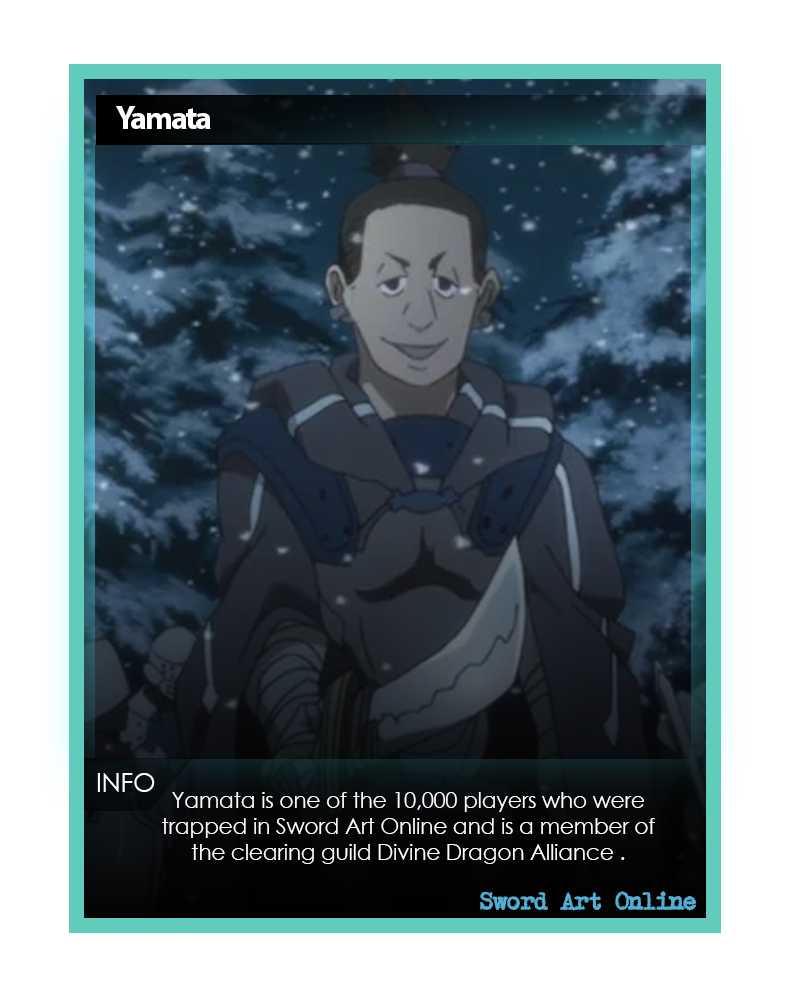 Yamata
INFO
Yamata is one of the 10,000 players who were
trapped in Sword Art Online and is a member of
the clearing guild Divine Dragon Alliance .
Sword Art Online